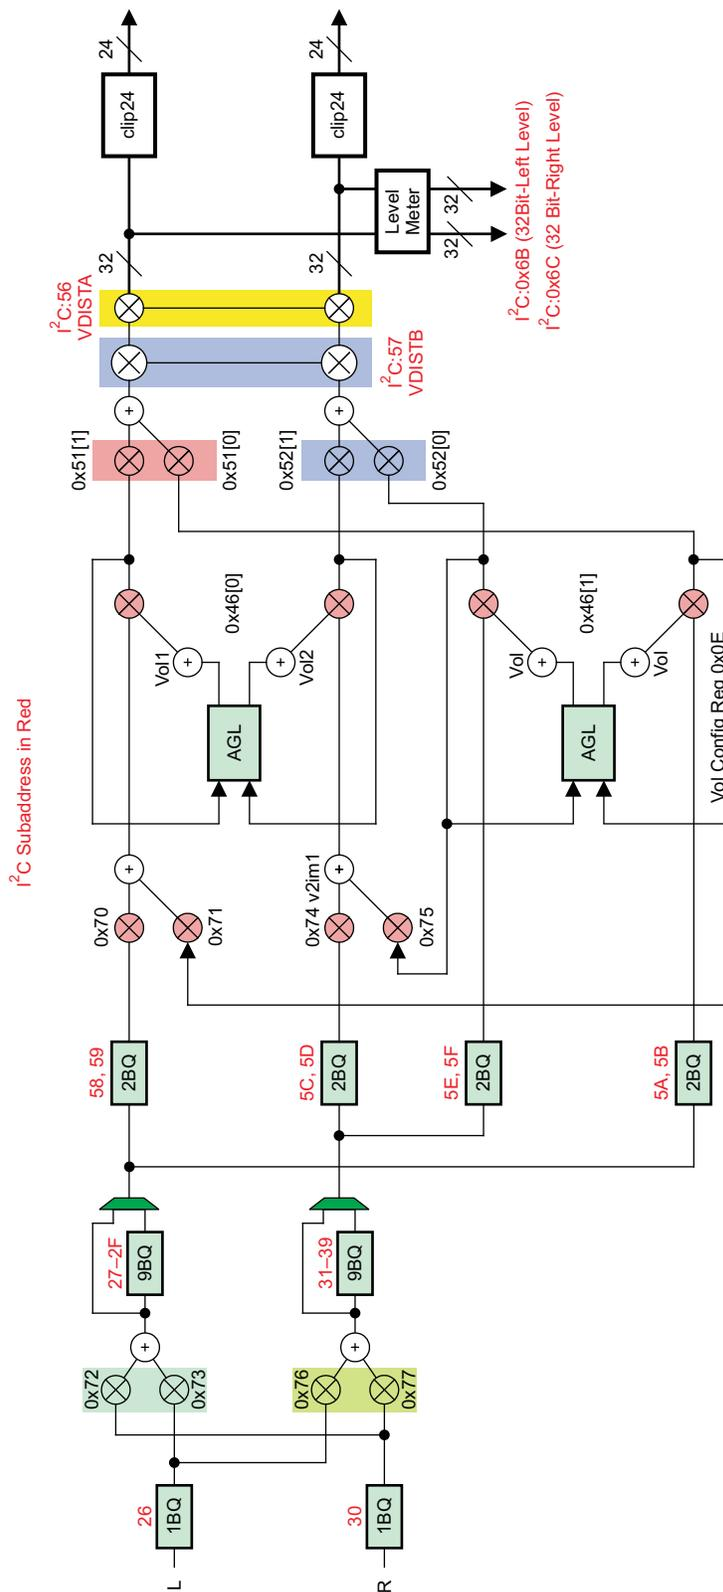 I²C Subaddress in Red
L
26
1BQ
R
30
1BQ
0x72
0x73
0x76
0x77
+
+
27–2F
9BQ
31–39
9BQ
58, 59
2BQ
5C, 5D
2BQ
5E, 5F
2BQ
5A, 5B
2BQ
0x70
0x71
+
0x74 v2im1
0x75
+
AGL
Vol1
+
0x46[0]
Vol2
+
AGL
Vol
+
0x46[1]
Vol
+
0x51[1]
0x51[0]
+
0x52[1]
0x52[0]
+
I²C:57
VDISTB
I²C:56
VDISTA
32
32
Level
Meter
32
32
I²C:0x6B (32Bit-Left Level)
I²C:0x6C (32 Bit-Right Level)
clip24
24
clip24
24